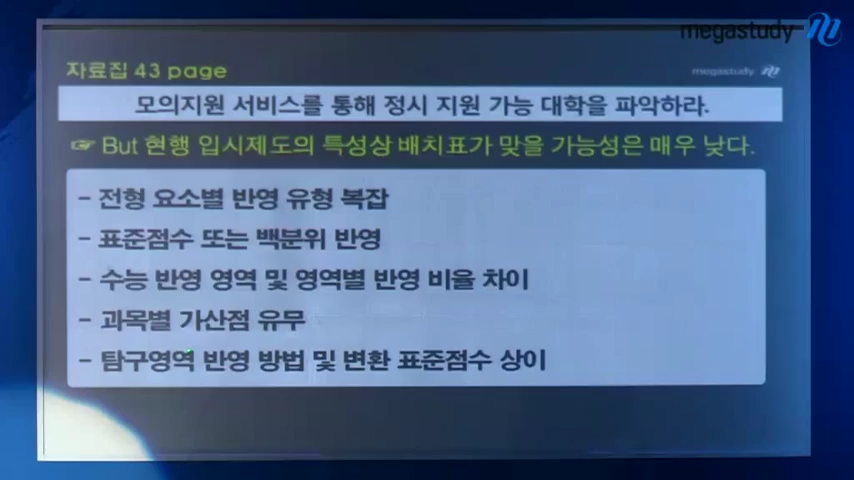 megastudy
자료집 43 page
megastudy
모의지원 서비스를 통해 정시 지원 가능 대학을 파악하라.
☞ But 현행 입시제도의 특성상 배치표가 맞을 가능성은 매우 낮다.
- 전형 요소별 반영 유형 복잡
- 표준점수 또는 백분위 반영
- 수능 반영 영역 및 영역별 반영 비율 차이
- 과목별 가산점 유무
- 탐구영역 반영 방법 및 변환 표준점수 상이